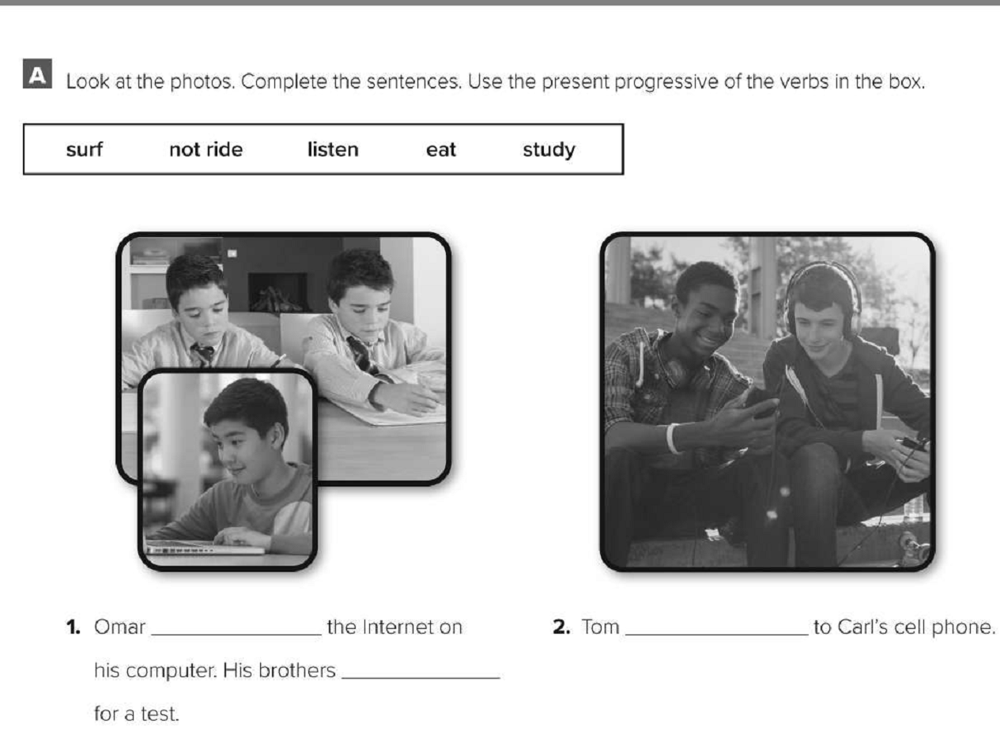 A Look at the photos. Complete the sentences. Use the present progressive of the verbs in the box.
surf not ride listen eat study
1. Omar _______________ the Internet on
his computer. His brothers ______________
for a test.
2. Tom ________________ to Carl's cell phone.